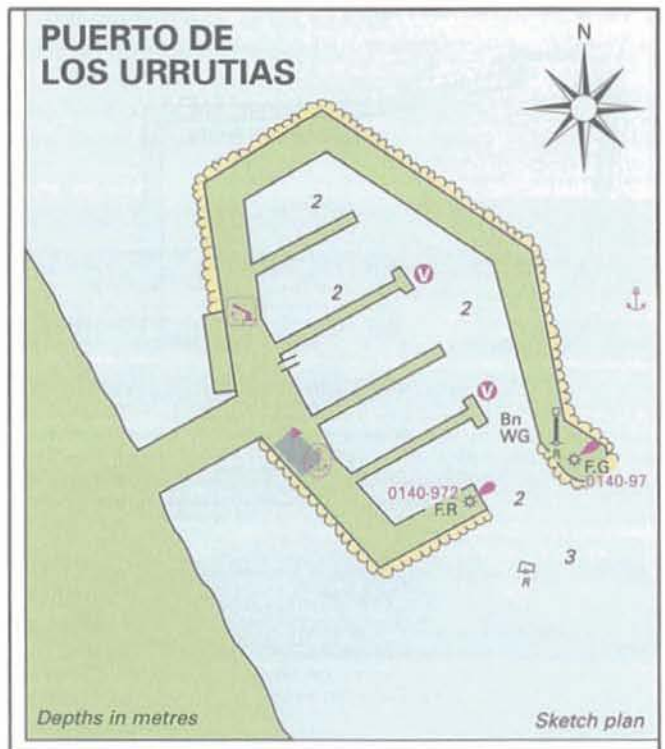 PUERTO DE
LOS URRUTIAS
N
2
V
2
2
V
Bn
WG
R
F.G
0140-97
0140-972
F.R
2
3
R
Depths in metres
Sketch plan